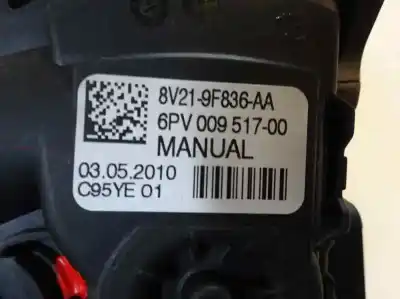 8V21-9F836-AA
6PV 009 517-00
MANUAL
03.05.2010
C95YE 01